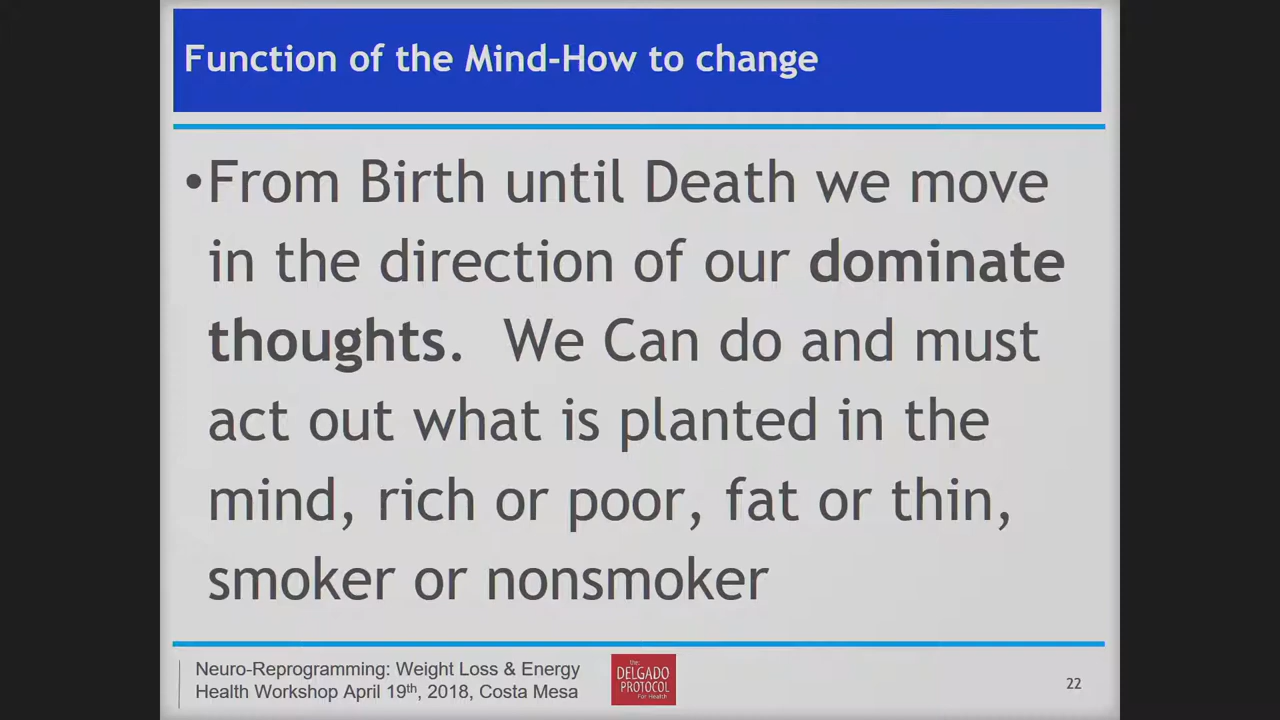 Function of the Mind-How to change
•From Birth until Death we move
in the direction of our dominate
thoughts.  We Can do and must
act out what is planted in the
mind, rich or poor, fat or thin,
smoker or nonsmoker
Neuro-Reprogramming: Weight Loss & Energy
Health Workshop April 19th, 2018, Costa Mesa
the
DELGADO
PROTOCOL
For Health
22